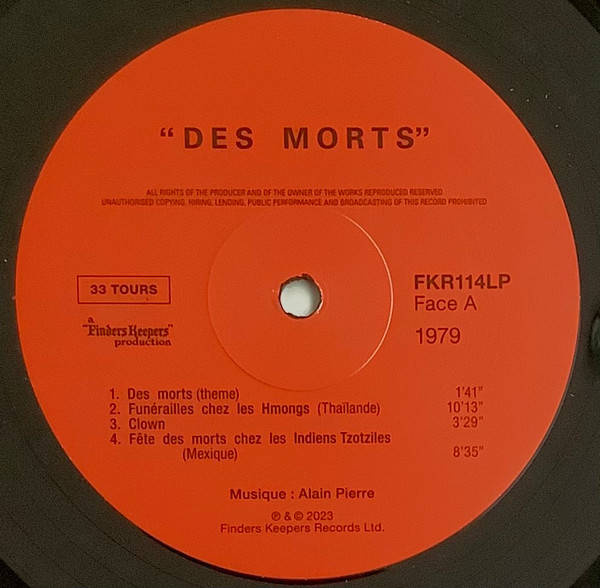 “DES MORTS”
ALL RIGHTS OF THE PRODUCER AND OF THE OWNER OF THE WORKS REPRODUCED RESERVED
UNAUTHORISED COPYING, HIRING, LENDING, PUBLIC PERFORMANCE AND BROADCASTING OF THIS RECORD PROHIBITED
33 TOURS
a
"Finders Keepers"
production
FKR114LP
Face A
1979
1. Des morts (theme) 1'41"
2. Funérailles chez les Hmongs (Thaïlande) 10'13"
3. Clown 3'29"
4. Fête des morts chez les Indiens Tzotziles
(Mexique) 8'35"
Musique : Alain Pierre
℗ & © 2023
Finders Keepers Records Ltd.